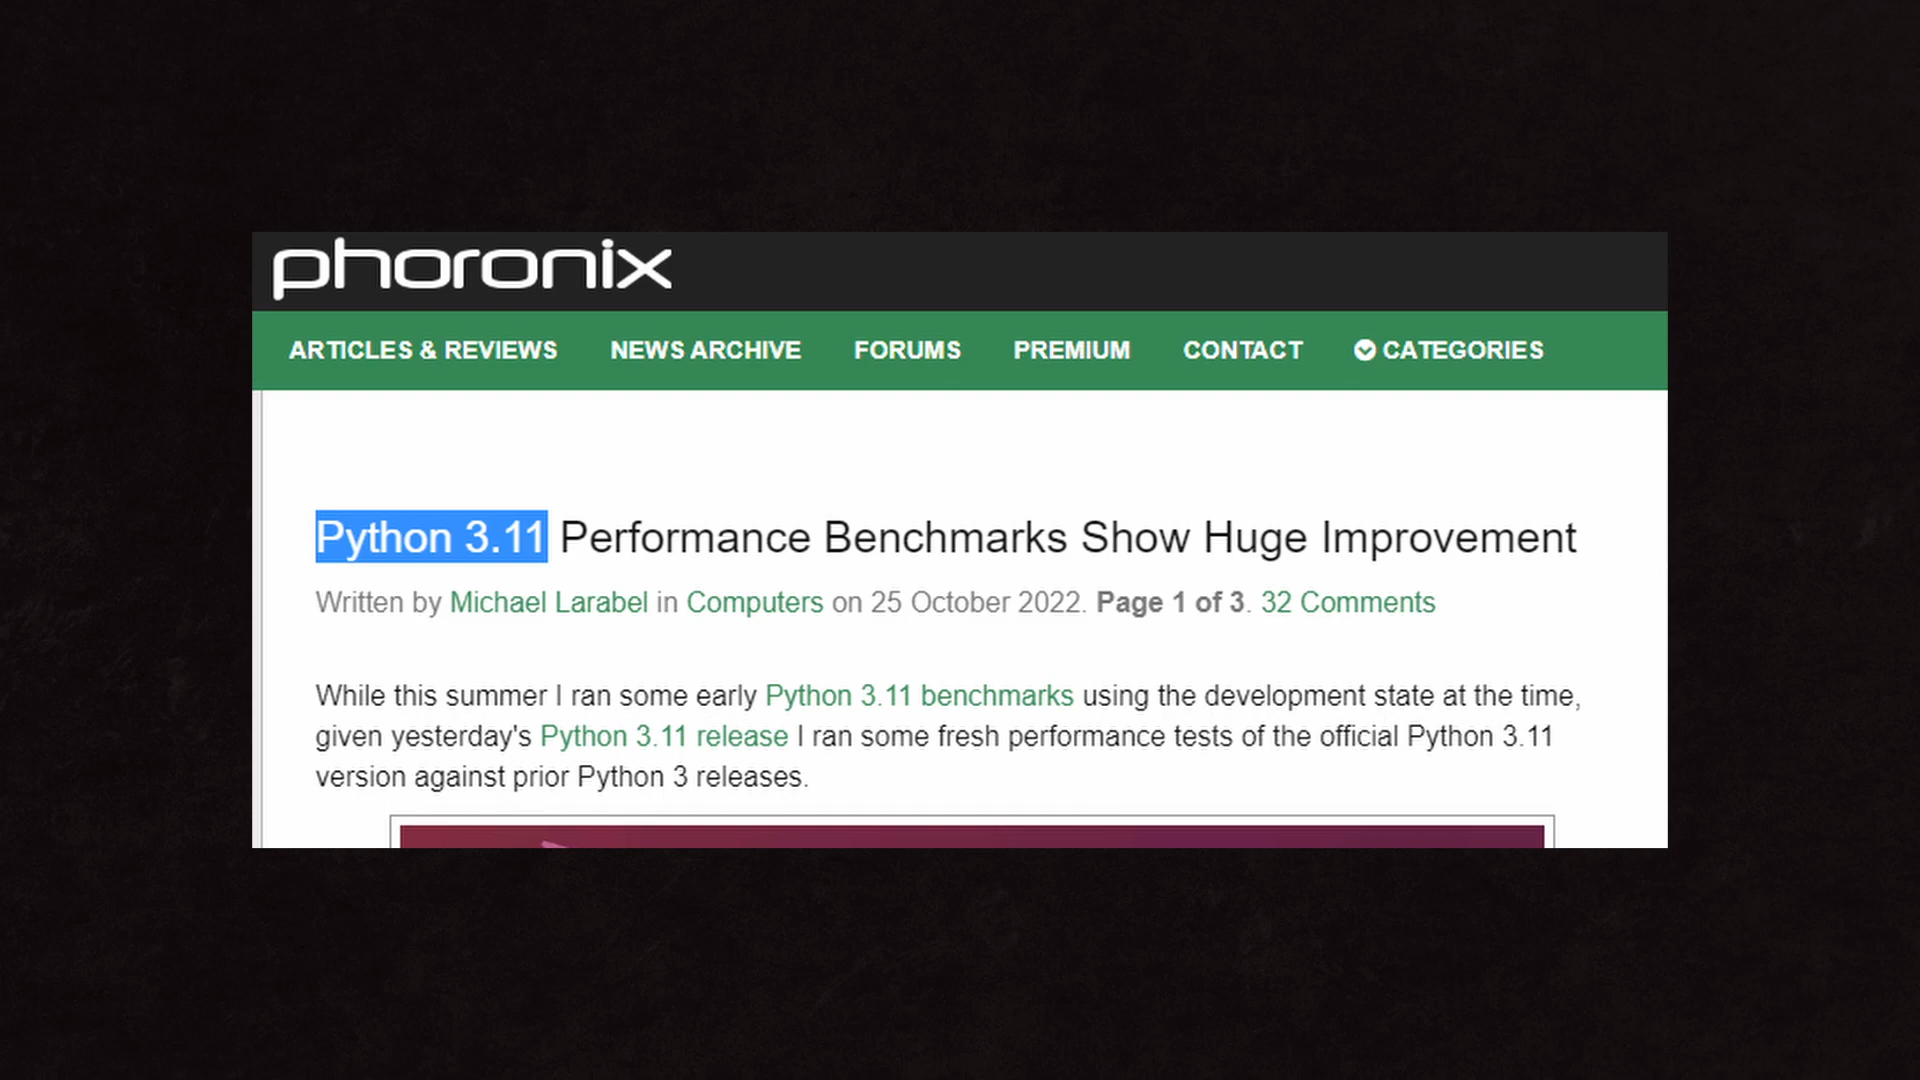 phoronix
ARTICLES & REVIEWS NEWS ARCHIVE FORUMS PREMIUM CONTACT CATEGORIES
Python 3.11 Performance Benchmarks Show Huge Improvement
Written by Michael Larabel in Computers on 25 October 2022. Page 1 of 3. 32 Comments
While this summer I ran some early Python 3.11 benchmarks using the development state at the time,
given yesterday's Python 3.11 release I ran some fresh performance tests of the official Python 3.11
version against prior Python 3 releases.